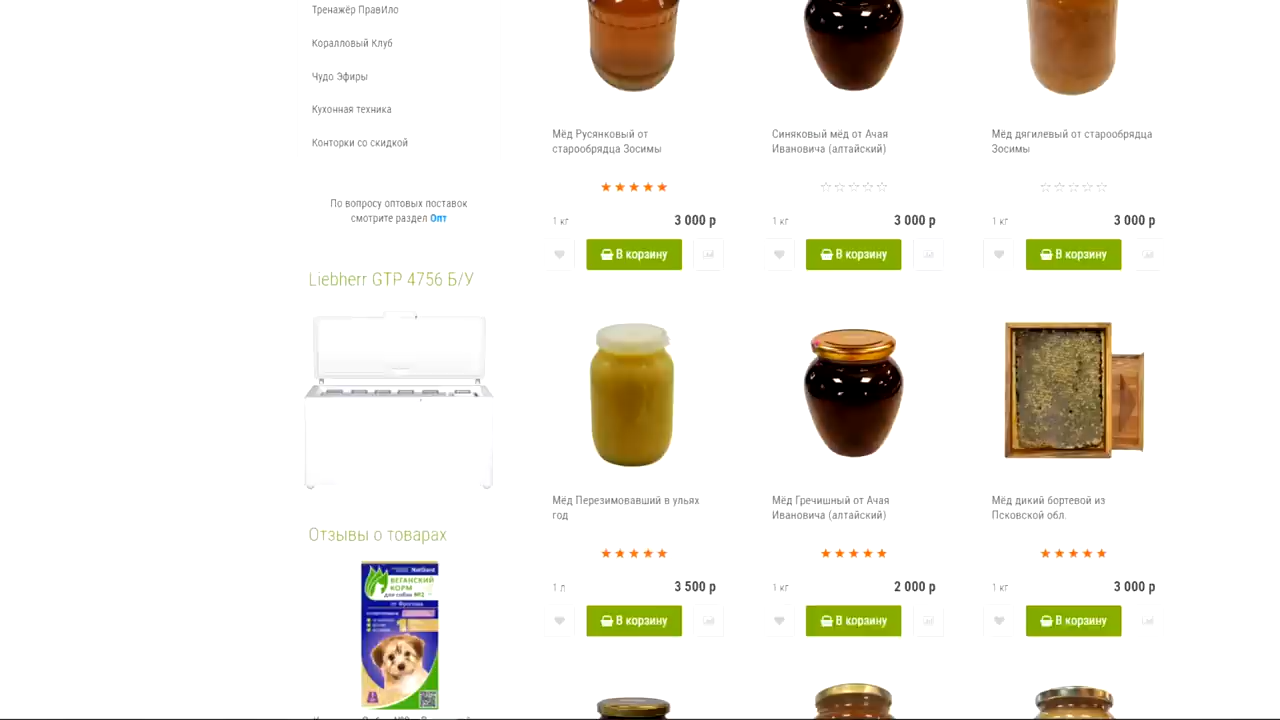 Тренажёр ПравИло
Коралловый Клуб
Чудо Эфиры
Кухонная техника
Конторки со скидкой
По вопросу оптовых поставок
смотрите раздел Опт
Liebherr GTP 4756 Б/У
Отзывы о товарах
ВЕГАНСКИЙ
КОРМ
для собак №2
Мёд Русянковый от
старообрядца Зосимы
1 кг
3 000 р
В корзину
Синяковый мёд от Ачая
Ивановича (алтайский)
1 кг
3 000 р
В корзину
Мёд дягилевый от старообрядца
Зосимы
1 кг
3 000 р
В корзину
Мёд Перезимовавший в ульях
год
1 л
3 500 р
В корзину
Мёд Гречишный от Ачая
Ивановича (алтайский)
1 кг
2 000 р
В корзину
Мёд дикий бортевой из
Псковской обл.
1 кг
3 000 р
В корзину